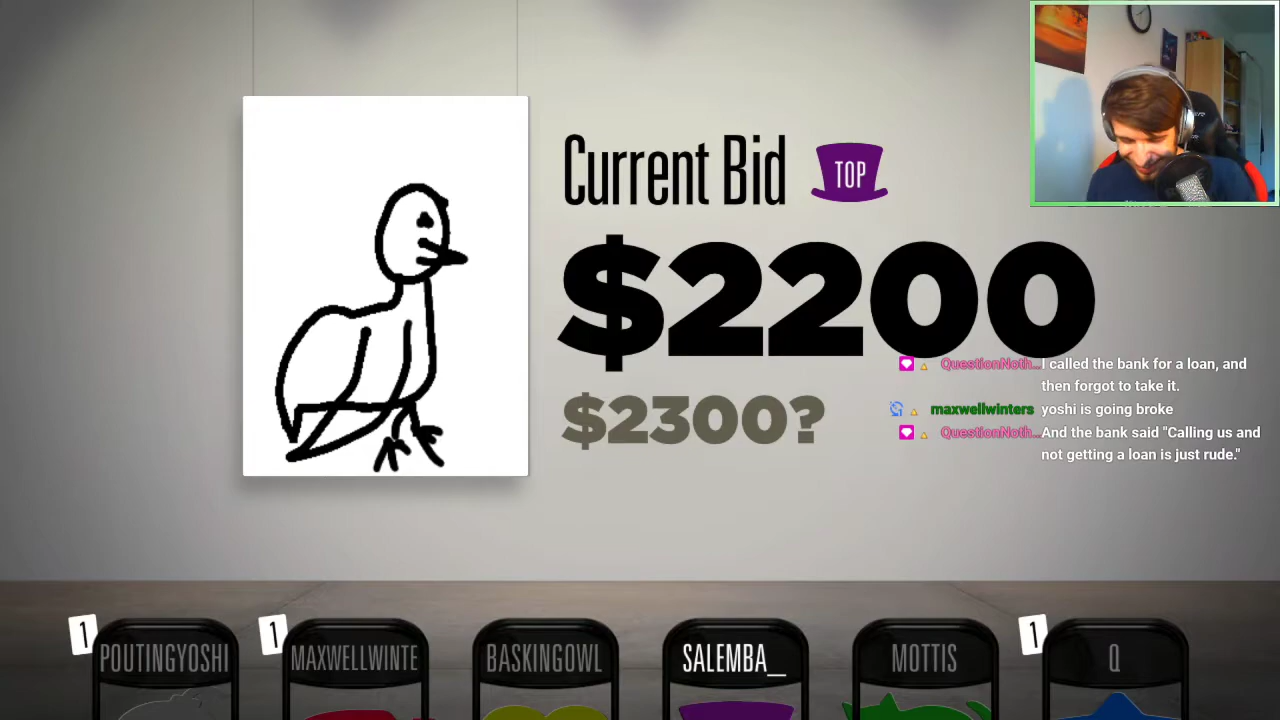 Current Bid TOP
$2200
$2300?
QuestionNoth... I called the bank for a loan, and
then forgot to take it.
maxwellwinters yoshi is going broke
QuestionNoth... And the bank said "Calling us and
not getting a loan is just rude."
1 POUTINGYOSHI
1 MAXWELLWINTE
BASKINGOWL
SALEMBA_
MOTTIS
1 Q